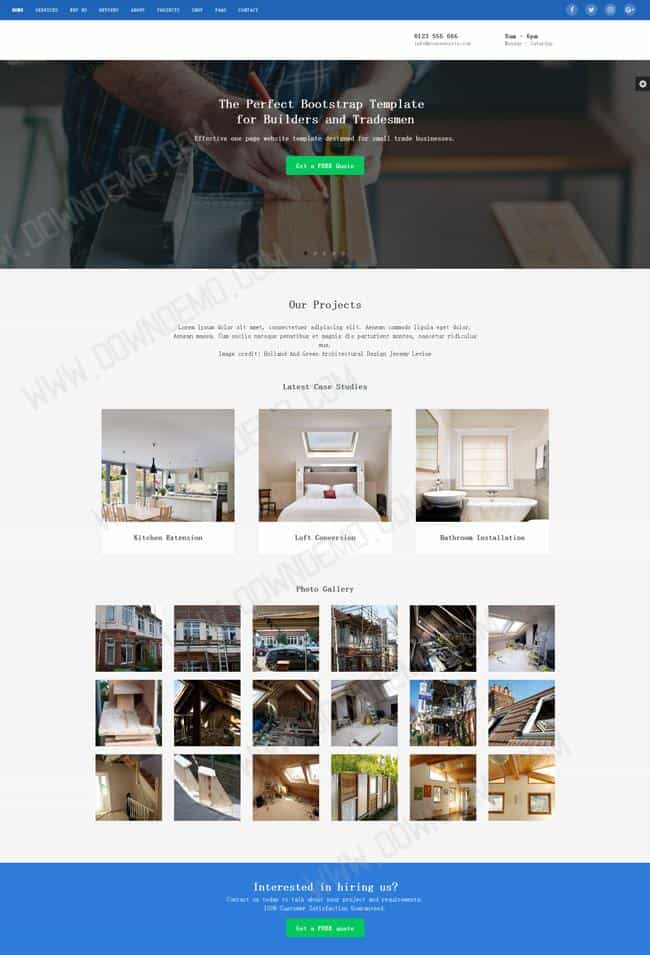 HOME SERVICES WHY US REVIEWS ABOUT PROJECTS SHOP FAQS CONTACT
0123 555 666
9am - 6pm
Monday - Saturday
The Perfect Bootstrap Template
for Builders and Tradesmen
Effective one page website template designed for small trade businesses.
Get a FREE Quote
Our Projects
Lorem ipsum dolor sit amet, consectetuer adipiscing elit. Aenean commodo ligula eget dolor.
Aenean massa. Cum sociis natoque penatibus et magnis dis parturient montes, nascetur ridiculus
mus.
Image credit: Holland And Green Architectural Design Jeremy Levine
Latest Case Studies
Kitchen Extension
Loft Conversion
Bathroom Installation
Photo Gallery
Interested in hiring us?
Contact us today to talk about your project and requirements.
100% Customer Satisfaction Guaranteed.
Get a FREE quote
WWW.DOWNDEMO.COM